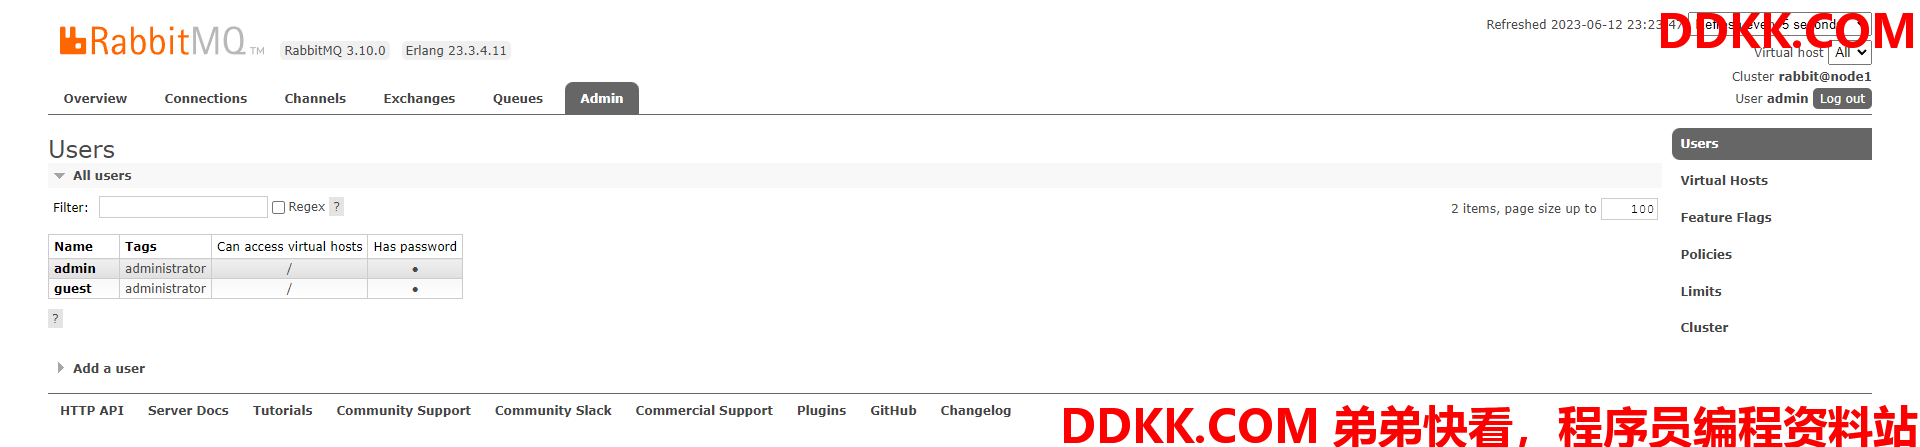 RabbitMQ TM RabbitMQ 3.10.0 Erlang 23.3.4.11
Refreshed 2023-06-12 23:23:47 Refresh every 5 seconds
DDKK.COM
Virtual host All
Cluster rabbit@node1
User admin Log out
Overview Connections Channels Exchanges Queues Admin
Users
All users
Filter: Regex ?
2 items, page size up to 100
Name Tags Can access virtual hosts Has password
admin administrator / ●
guest administrator / ●
?
Add a user
Users
Virtual Hosts
Feature Flags
Policies
Limits
Cluster
HTTP API Server Docs Tutorials Community Support Community Slack Commercial Support Plugins GitHub Changelog
DDKK.COM 弟弟快看，程序员编程资料站